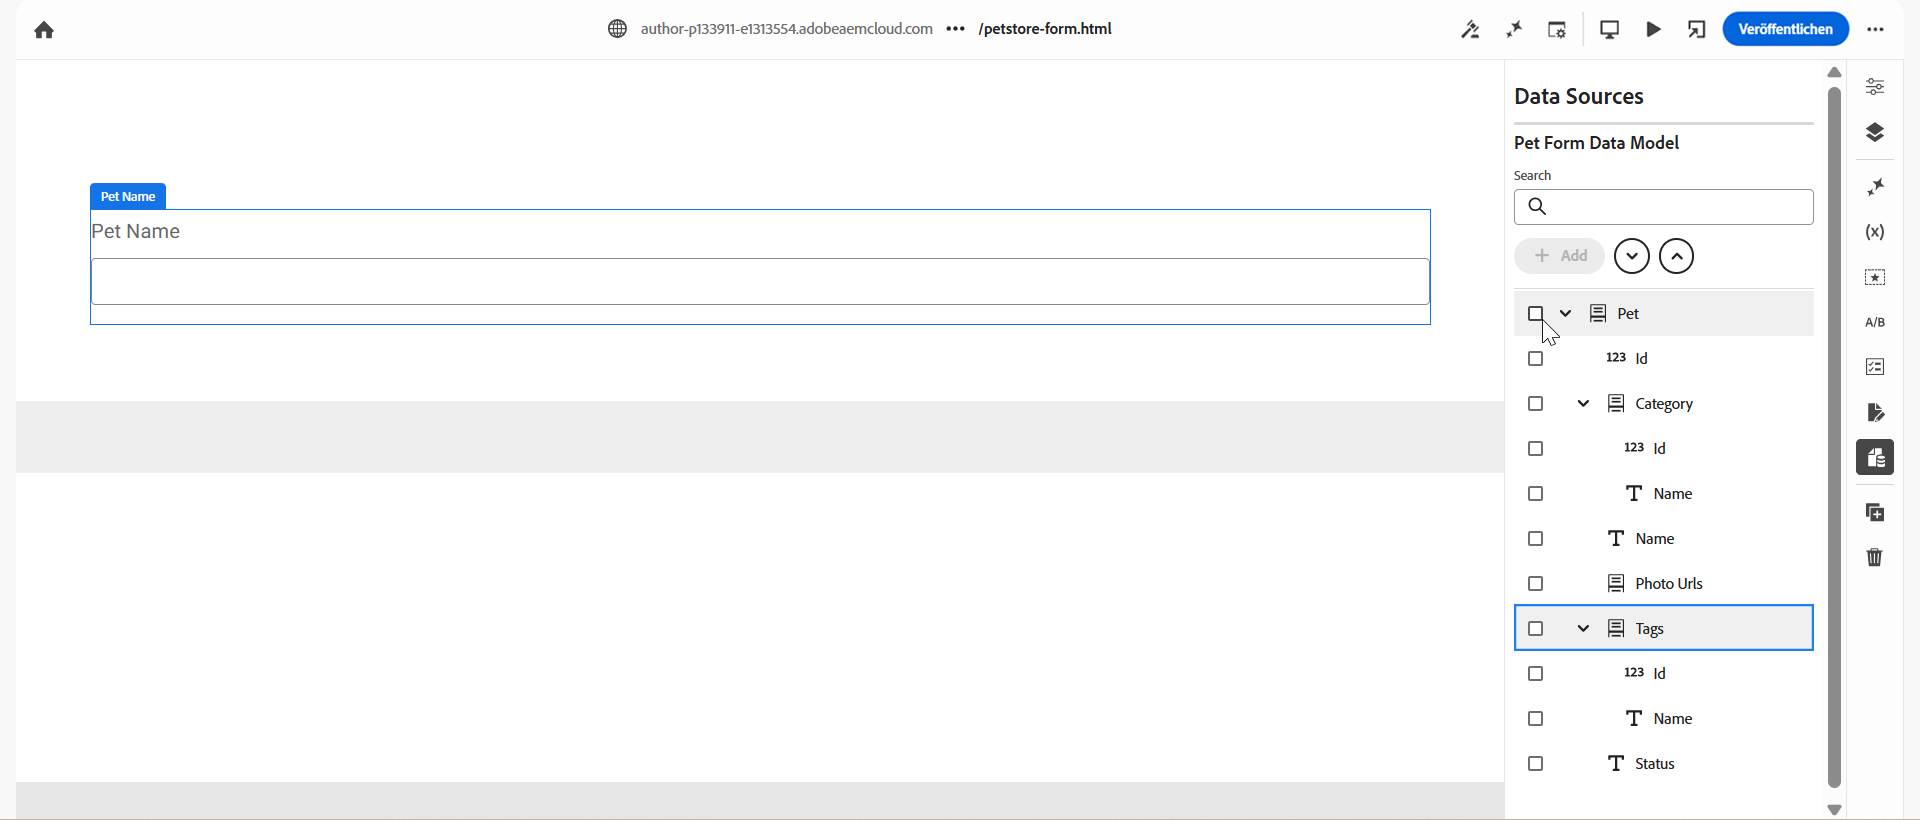 author-p133911-e1313554.adobeaemcloud.com ••• /petstore-form.html
Veröffentlichen
Data Sources
Pet Form Data Model
Search
+ Add
Pet Name
Pet Name
Pet
123 Id
Category
123 Id
T Name
T Name
Photo Urls
Tags
123 Id
T Name
T Status
(x)
A/B